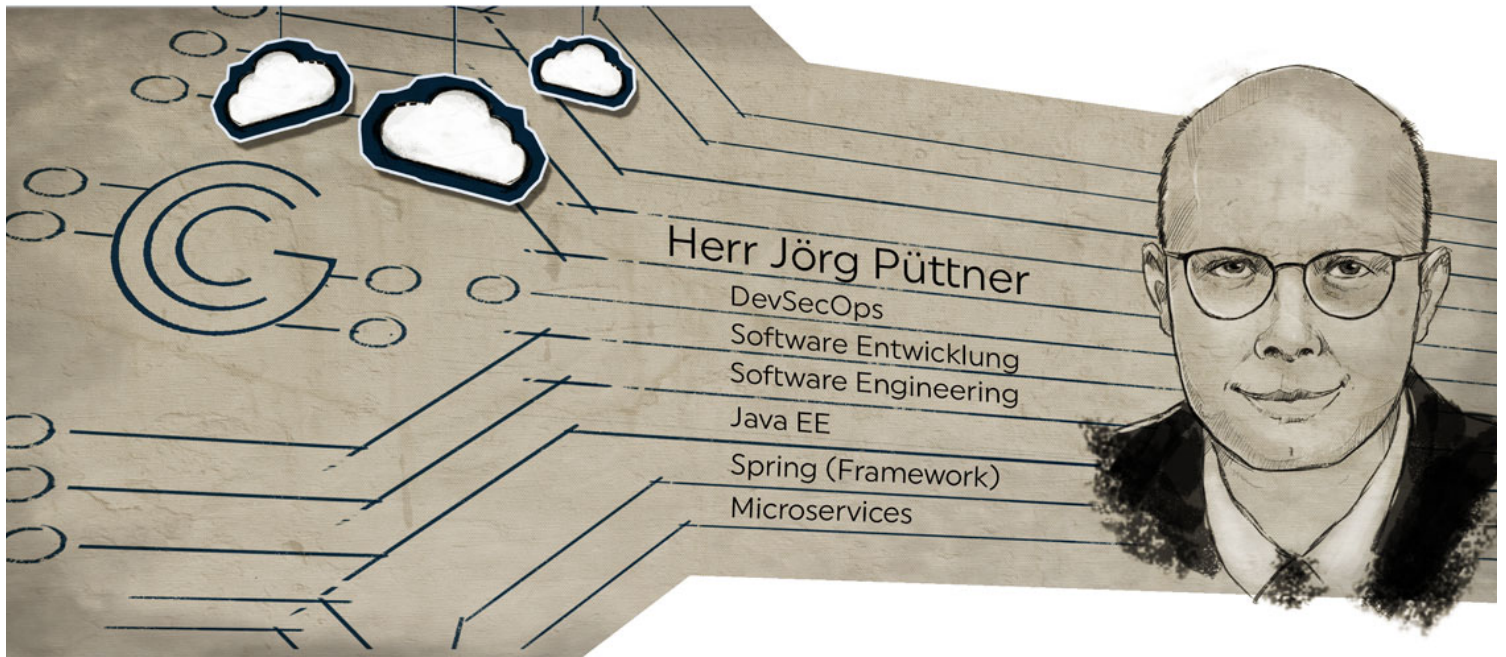 Herr Jörg Püttner
DevSecOps
Software Entwicklung
Software Engineering
Java EE
Spring (Framework)
Microservices